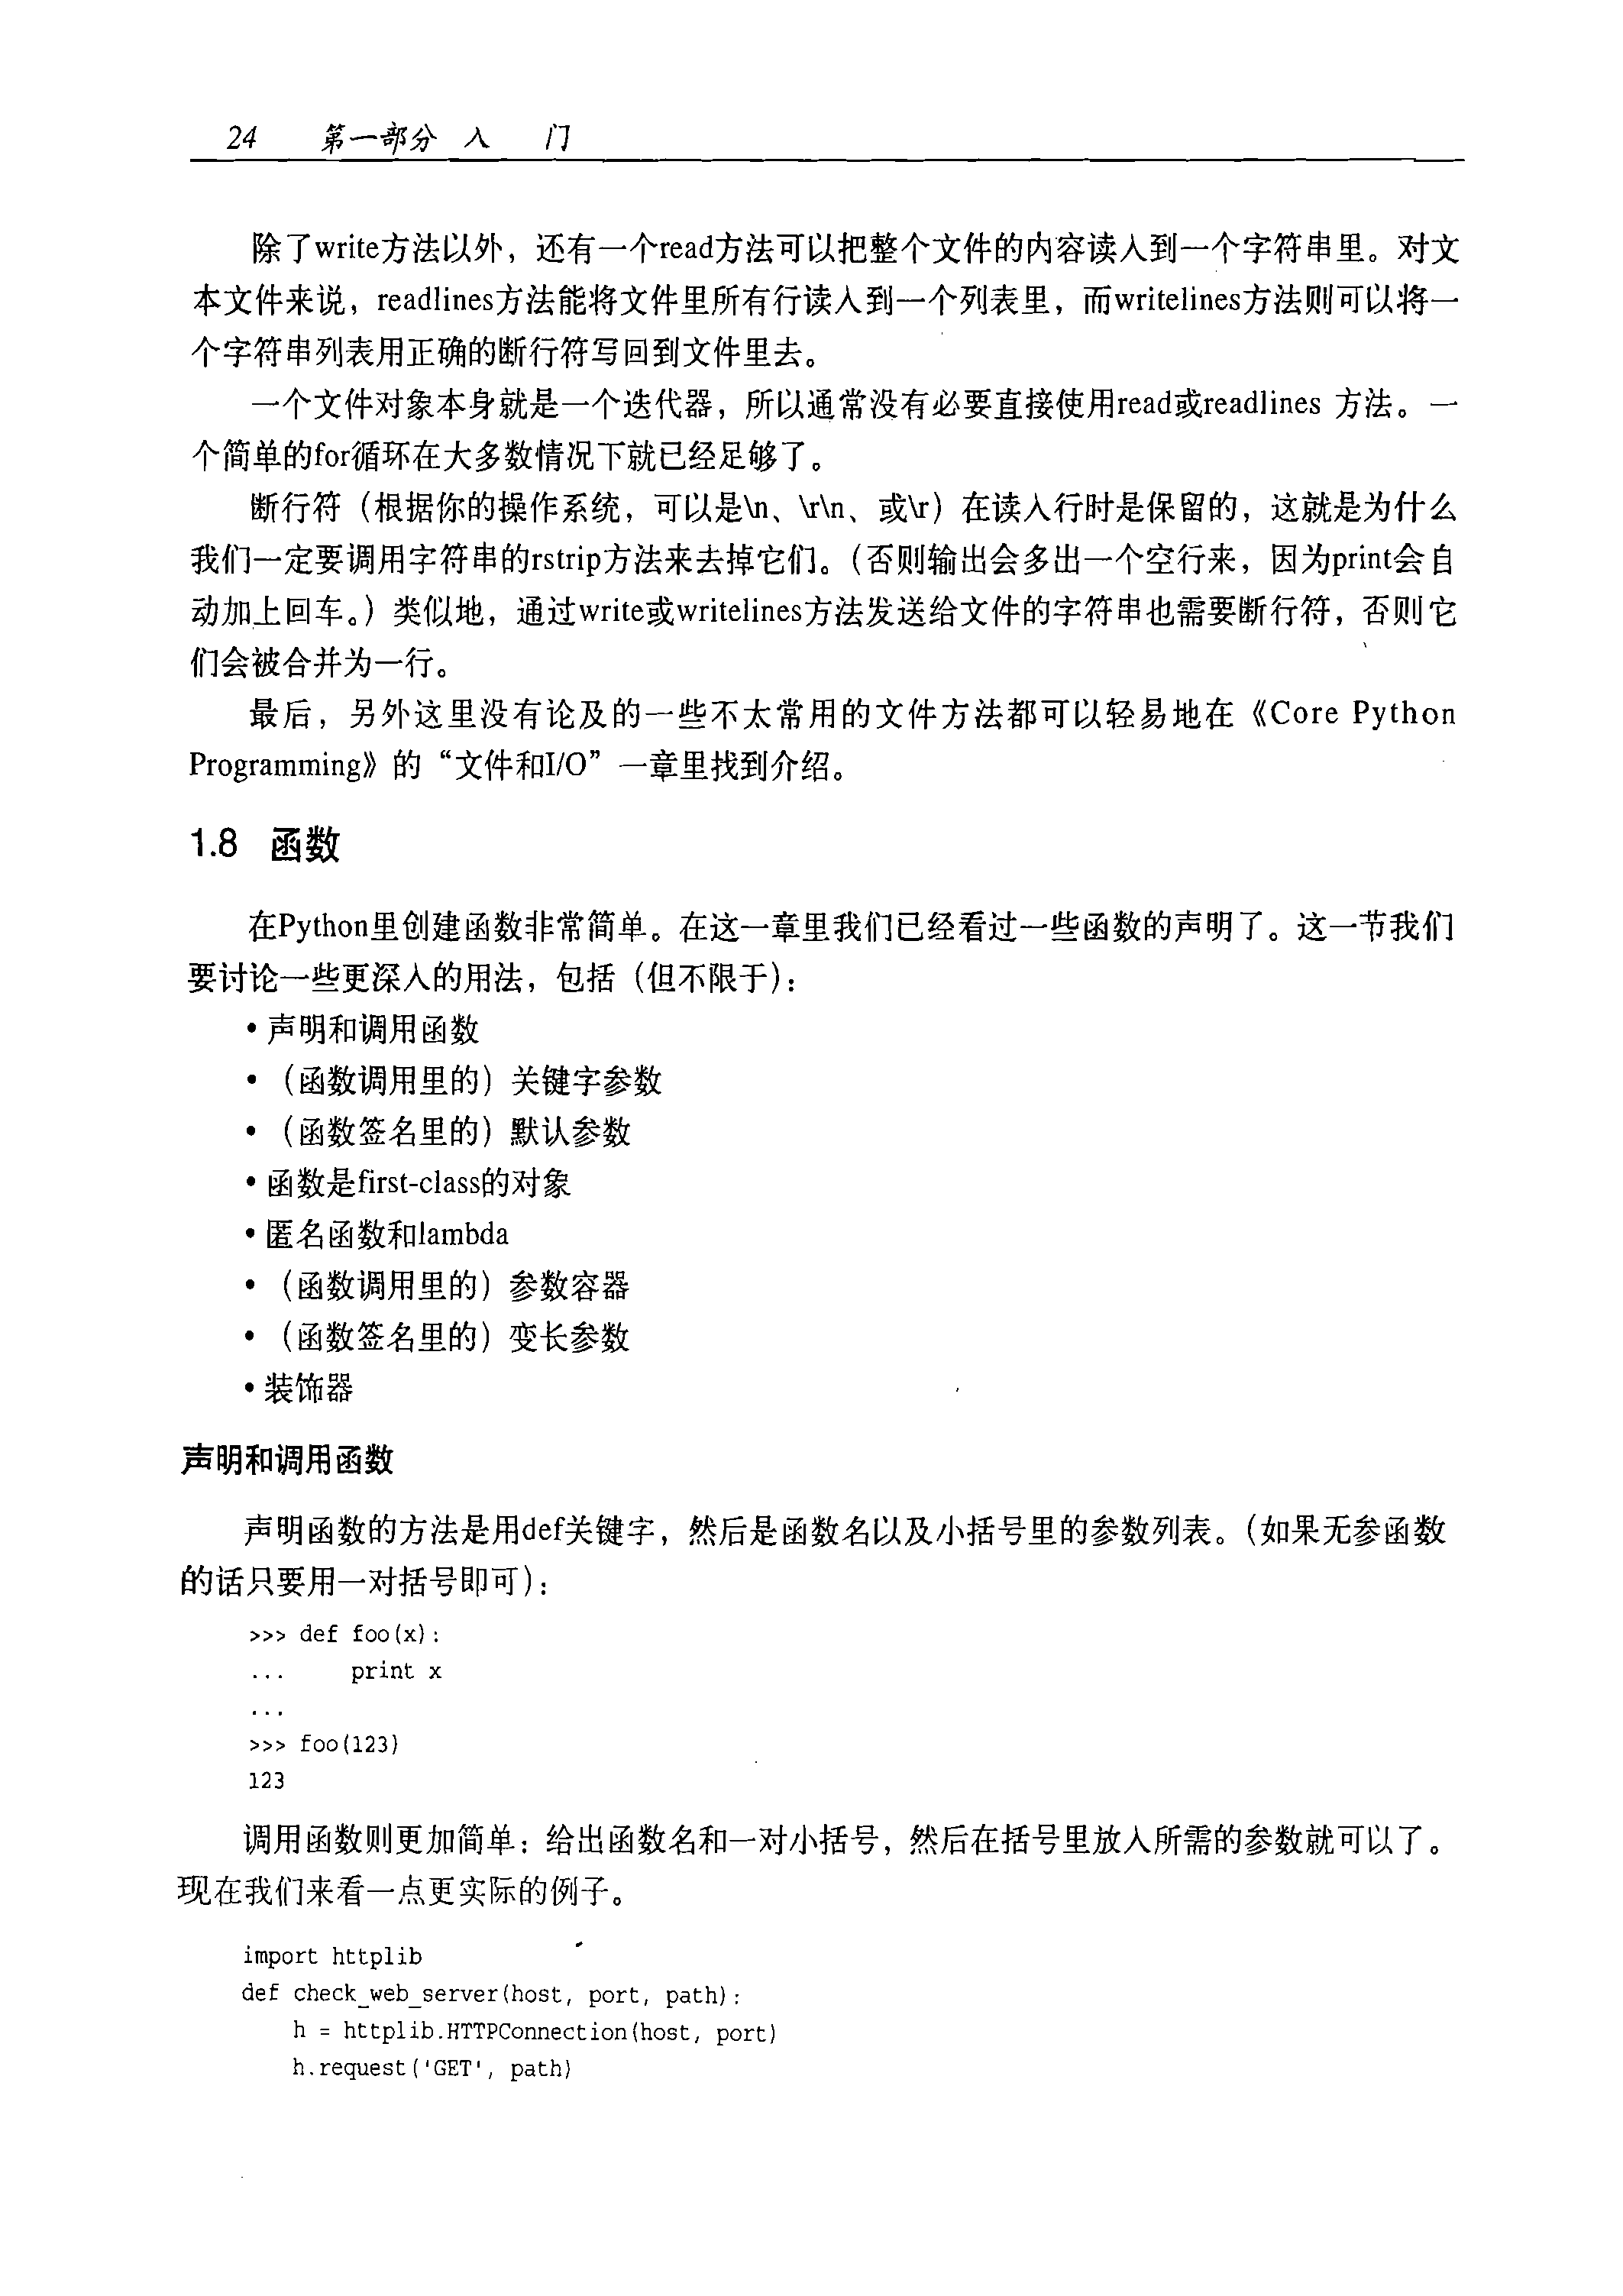 24 第一部分 入 门
除了write方法以外，还有一个read方法可以把整个文件的内容读入到一个字符串里。对文
本文件来说，readlines方法能将文件里所有行读入到一个列表里，而writelines方法则可以将一
个字符串列表用正确的断行符写回到文件里去。
一个文件对象本身就是一个迭代器，所以通常没有必要直接使用read或readlines 方法。一
个简单的for循环在大多数情况下就已经足够了。
断行符（根据你的操作系统，可以是\n、\r\n、或\r）在读入行时是保留的，这就是为什么
我们一定要调用字符串的rstrip方法来去掉它们。（否则输出会多出一个空行来，因为print会自
动加上回车。）类似地，通过write或writelines方法发送给文件的字符串也需要断行符，否则它
们会被合并为一行。
最后，另外这里没有论及的一些不太常用的文件方法都可以轻易地在《Core Python
Programming》的“文件和I/O”一章里找到介绍。
1.8 函数
在Python里创建函数非常简单。在这一章里我们已经看过一些函数的声明了。这一节我们
要讨论一些更深入的用法，包括（但不限于）：
• 声明和调用函数
• （函数调用里的）关键字参数
• （函数签名里的）默认参数
• 函数是first-class的对象
• 匿名函数和lambda
• （函数调用里的）参数容器
• （函数签名里的）变长参数
• 装饰器
声明和调用函数
声明函数的方法是用def关键字，然后是函数名以及小括号里的参数列表。（如果无参函数
的话只要用一对括号即可）：
>>> def foo(x):
...     print x
...
>>> foo(123)
123
调用函数则更加简单：给出函数名和一对小括号，然后在括号里放入所需的参数就可以了。
现在我们来看一点更实际的例子。
import httplib
def check_web_server(host, port, path):
    h = httplib.HTTPConnection(host, port)
    h.request('GET', path)